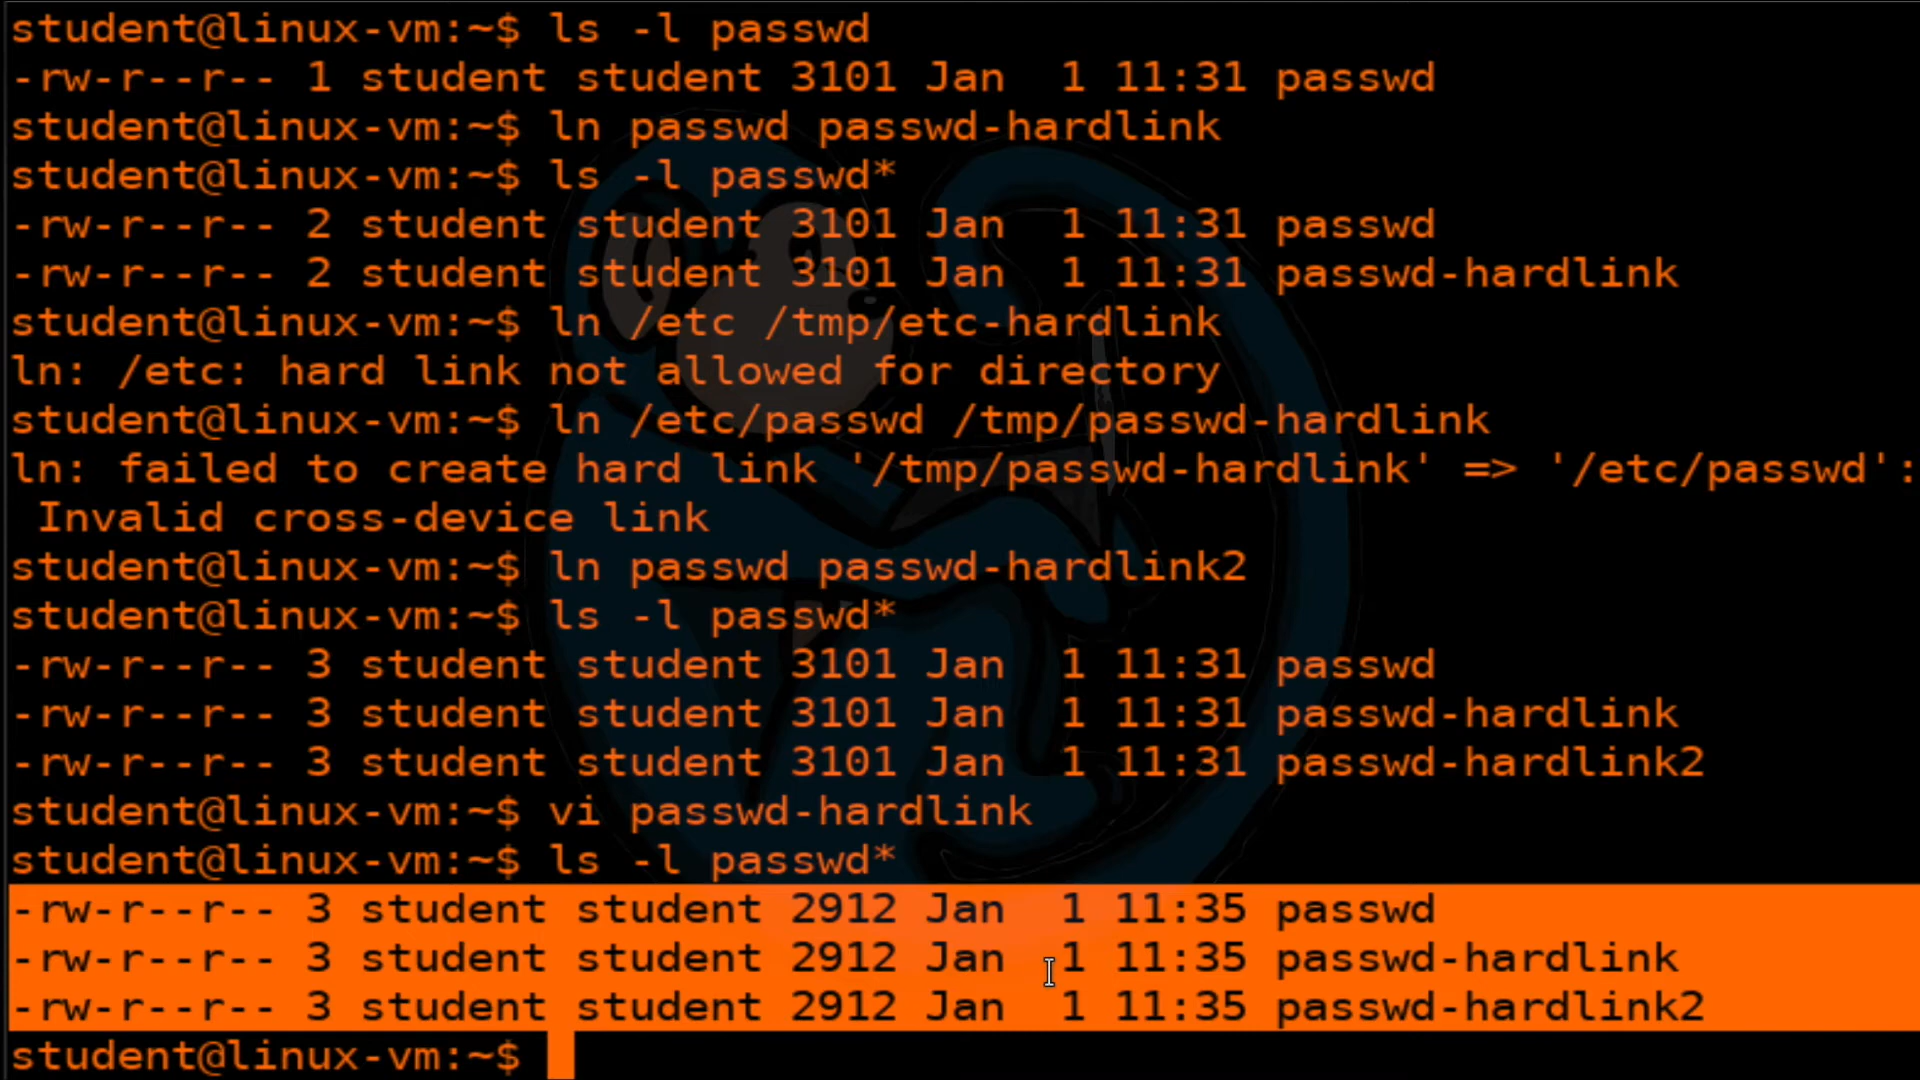 student@linux-vm:~$ ls -l passwd
-rw-r--r-- 1 student student 3101 Jan  1 11:31 passwd
student@linux-vm:~$ ln passwd passwd-hardlink
student@linux-vm:~$ ls -l passwd*
-rw-r--r-- 2 student student 3101 Jan  1 11:31 passwd
-rw-r--r-- 2 student student 3101 Jan  1 11:31 passwd-hardlink
student@linux-vm:~$ ln /etc /tmp/etc-hardlink
ln: /etc: hard link not allowed for directory
student@linux-vm:~$ ln /etc/passwd /tmp/passwd-hardlink
ln: failed to create hard link '/tmp/passwd-hardlink' => '/etc/passwd':
 Invalid cross-device link
student@linux-vm:~$ ln passwd passwd-hardlink2
student@linux-vm:~$ ls -l passwd*
-rw-r--r-- 3 student student 3101 Jan  1 11:31 passwd
-rw-r--r-- 3 student student 3101 Jan  1 11:31 passwd-hardlink
-rw-r--r-- 3 student student 3101 Jan  1 11:31 passwd-hardlink2
student@linux-vm:~$ vi passwd-hardlink
student@linux-vm:~$ ls -l passwd*
-rw-r--r-- 3 student student 2912 Jan  1 11:35 passwd
-rw-r--r-- 3 student student 2912 Jan  1 11:35 passwd-hardlink
-rw-r--r-- 3 student student 2912 Jan  1 11:35 passwd-hardlink2
student@linux-vm:~$